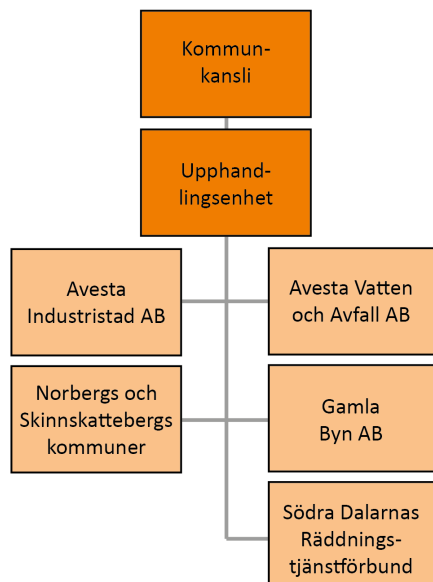 Kommun-
kansli
Upphand-
lingsenhet
Avesta
Industristad AB
Avesta Vatten
och Avfall AB
Norbergs och
Skinnskattebergs
kommuner
Gamla
Byn AB
Södra Dalarnas
Räddnings-
tjänstförbund